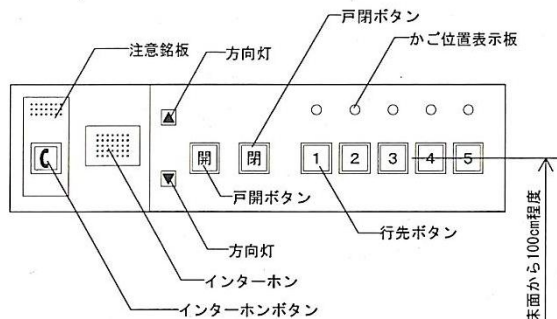 戸閉ボタン
注意銘板
方向灯
かご位置表示板
開
閉
1
2
3
4
5
戸開ボタン
行先ボタン
方向灯
インターホン
インターホンボタン
床面から100cm程度